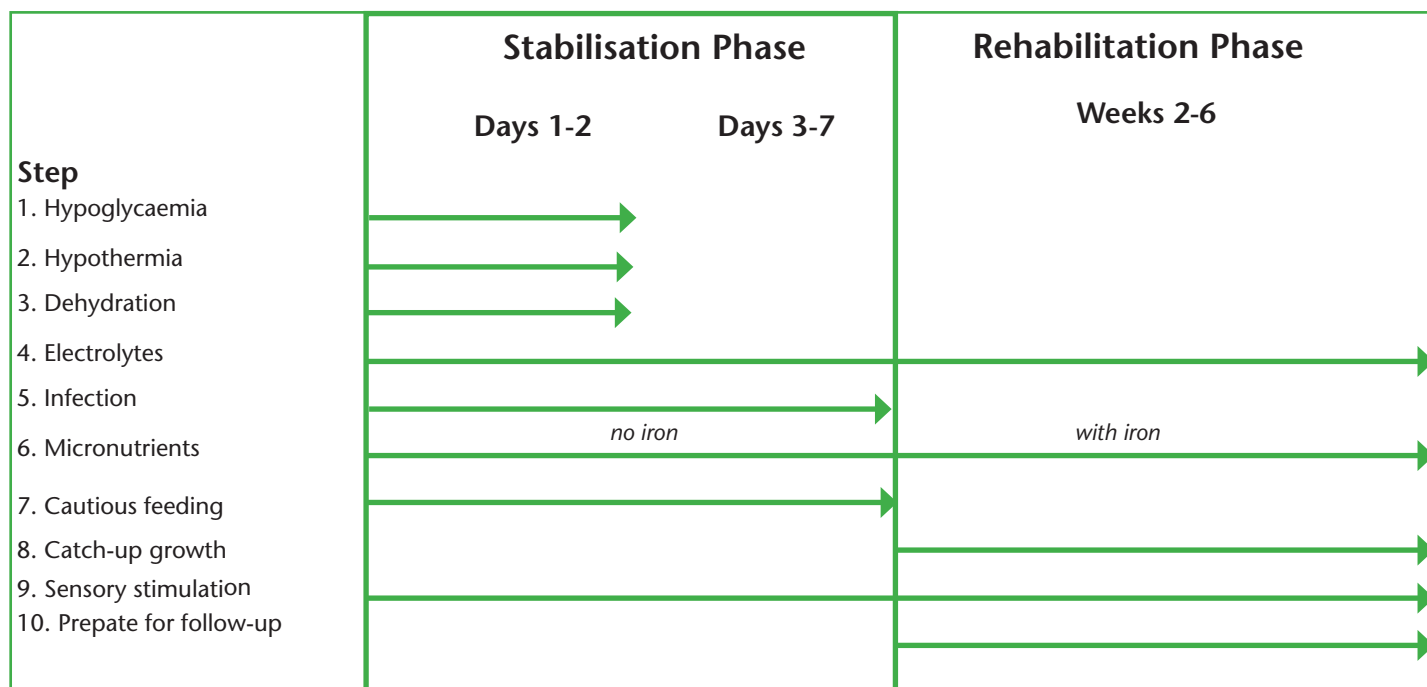 Stabilisation Phase
Rehabilitation Phase
Days 1-2
Days 3-7
Weeks 2-6
Step
1. Hypoglycaemia
2. Hypothermia
3. Dehydration
4. Electrolytes
5. Infection
no iron
with iron
6. Micronutrients
7. Cautious feeding
8. Catch-up growth
9. Sensory stimulation
10. Prepate for follow-up